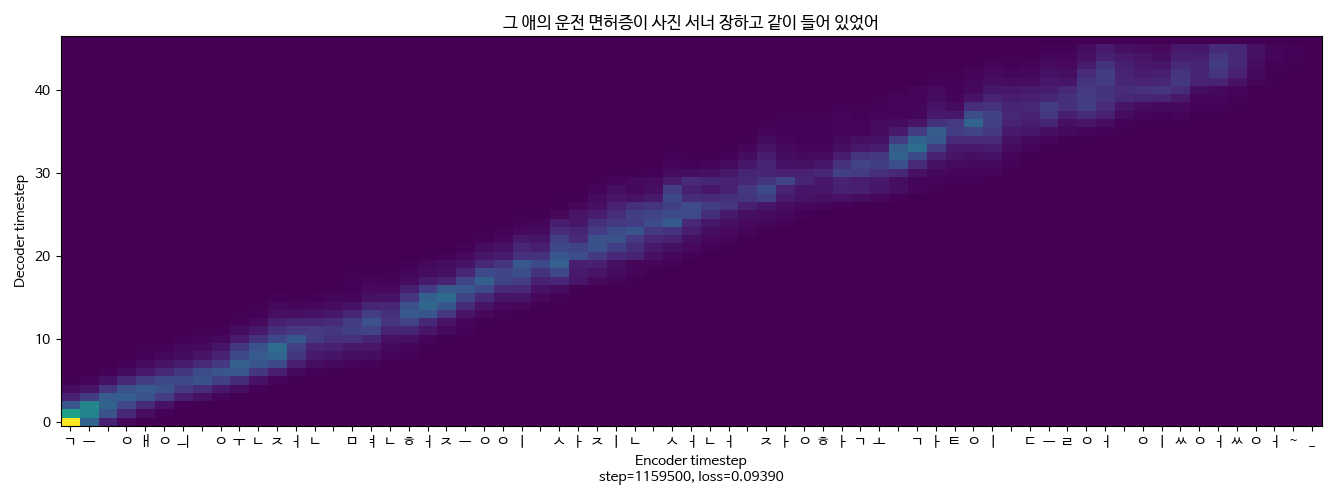 그 애의 운전 면허증이 사진 서너 장하고 같이 들어 있었어
Decoder timestep
40
30
20
10
0
ㄱ ㅡ ㅇ ㅐ ㅇ ㅢ ㅇ ㅜ ㄴ ㅈ ㅓ ㄴ ㅁ ㅕ ㄴ ㅎ ㅓ ㅈ ㅡ ㅇ ㅇ ㅣ ㅅ ㅏ ㅈ ㅣ ㄴ ㅅ ㅓ ㄴ ㅓ ㅈ ㅏ ㅇ ㅎ ㅏ ㄱ ㅗ ㄱ ㅏ ㅌ ㅇ ㅣ ㄷ ㅡ ㄹ ㅇ ㅓ ㅇ ㅣ ㅆ ㅇ ㅓ ㅆ ㅇ ㅓ ~ _
Encoder timestep
step=1159500, loss=0.09390